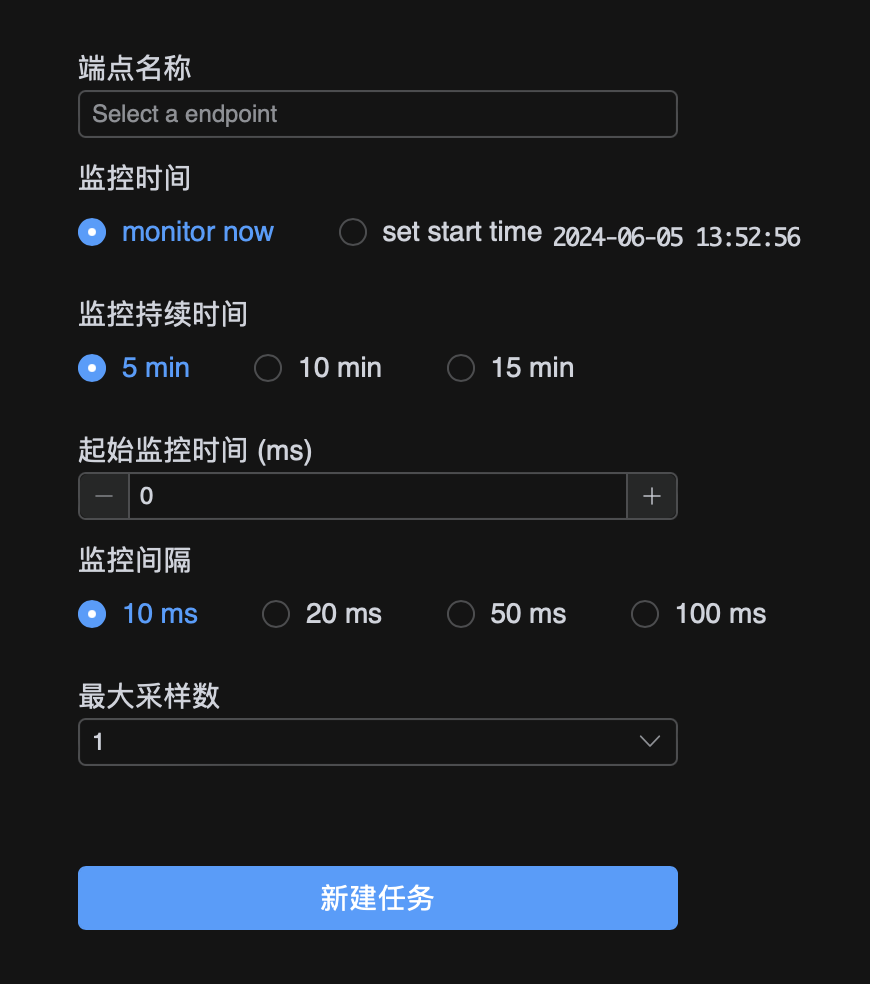 端点名称
Select a endpoint
监控时间
monitor now set start time 2024-06-05 13:52:56
监控持续时间
5 min 10 min 15 min
起始监控时间 (ms)
0
监控间隔
10 ms 20 ms 50 ms 100 ms
最大采样数
1
新建任务